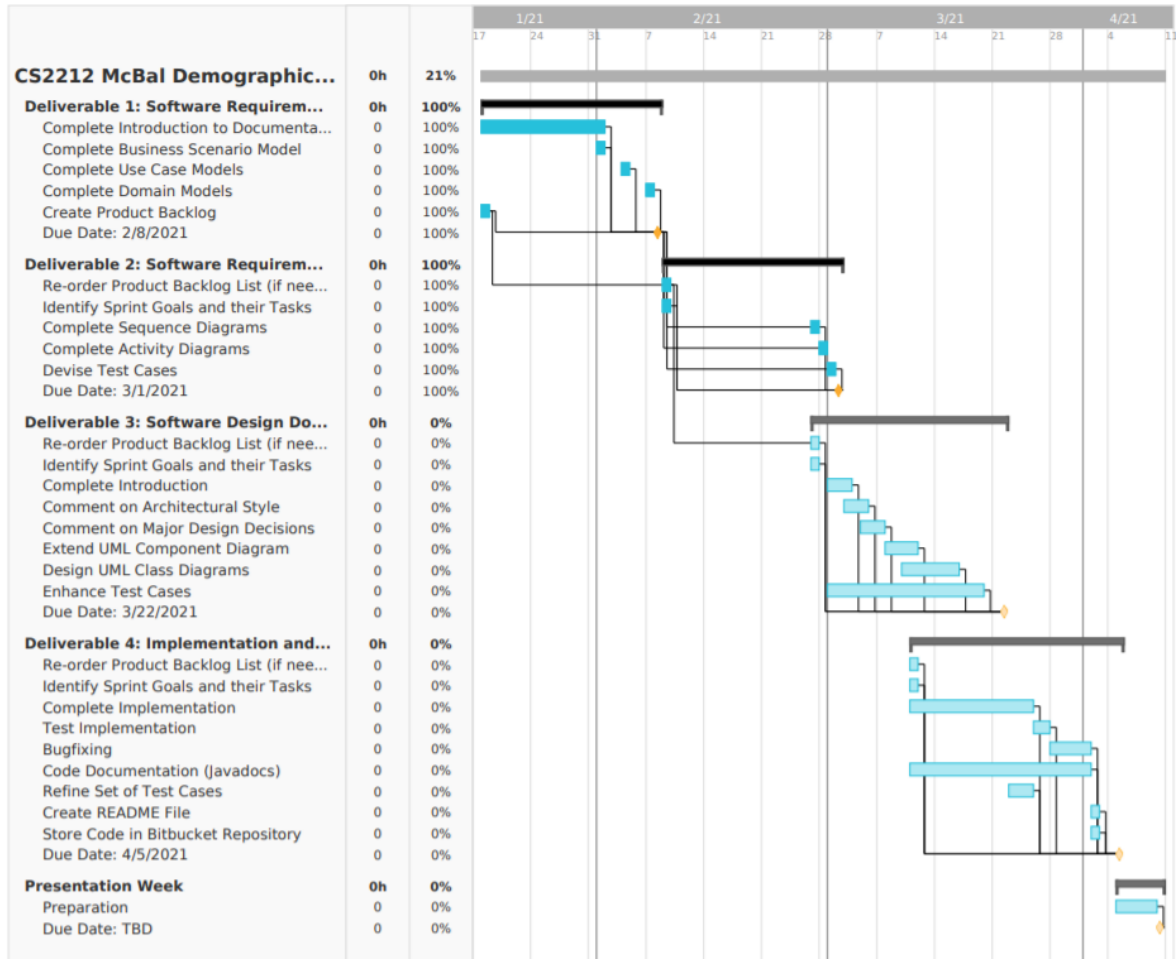 1/21 2/21 3/21 4/21
17 24 31 7 14 21 28 7 14 21 28 4 11
CS2212 McBal Demographic... 0h 21%
Deliverable 1: Software Requirem... 0h 100%
Complete Introduction to Documenta... 0 100%
Complete Business Scenario Model 0 100%
Complete Use Case Models 0 100%
Complete Domain Models 0 100%
Create Product Backlog 0 100%
Due Date: 2/8/2021 0 100%
Deliverable 2: Software Requirem... 0h 100%
Re-order Product Backlog List (if nee... 0 100%
Identify Sprint Goals and their Tasks 0 100%
Complete Sequence Diagrams 0 100%
Complete Activity Diagrams 0 100%
Devise Test Cases 0 100%
Due Date: 3/1/2021 0 100%
Deliverable 3: Software Design Do... 0h 0%
Re-order Product Backlog List (if nee... 0 0%
Identify Sprint Goals and their Tasks 0 0%
Complete Introduction 0 0%
Comment on Architectural Style 0 0%
Comment on Major Design Decisions 0 0%
Extend UML Component Diagram 0 0%
Design UML Class Diagrams 0 0%
Enhance Test Cases 0 0%
Due Date: 3/22/2021 0 0%
Deliverable 4: Implementation and... 0h 0%
Re-order Product Backlog List (if nee... 0 0%
Identify Sprint Goals and their Tasks 0 0%
Complete Implementation 0 0%
Test Implementation 0 0%
Bugfixing 0 0%
Code Documentation (Javadocs) 0 0%
Refine Set of Test Cases 0 0%
Create README File 0 0%
Store Code in Bitbucket Repository 0 0%
Due Date: 4/5/2021 0 0%
Presentation Week 0h 0%
Preparation 0 0%
Due Date: TBD 0 0%